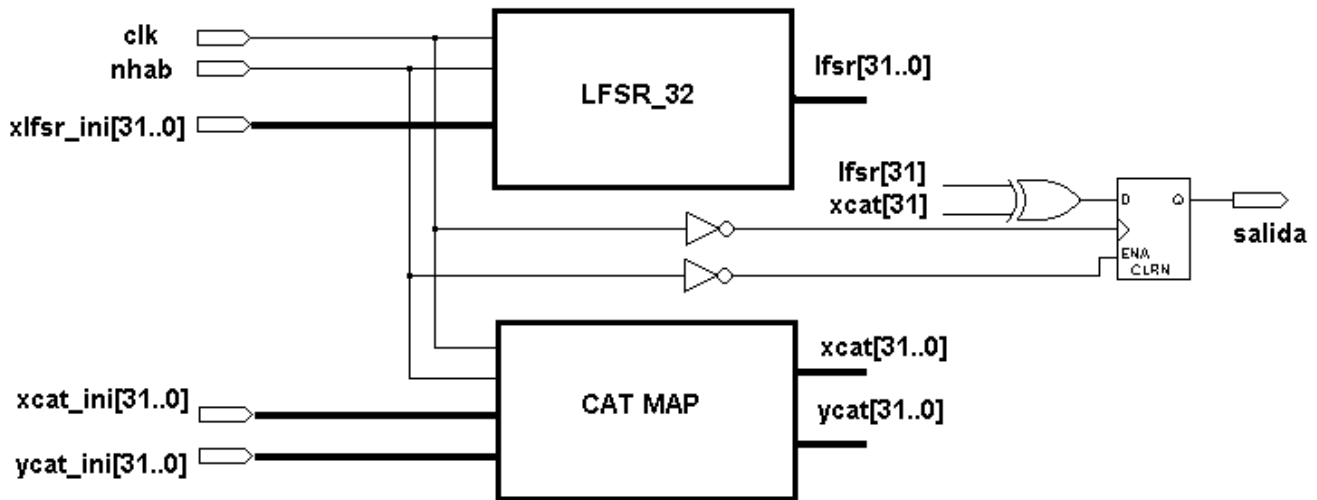 clk
nhab
xlfsr_ini[31..0]
LFSR_32
lfsr[31..0]
lfsr[31]
xcat[31]
D
Q
ENA
CLRN
salida
xcat_ini[31..0]
ycat_ini[31..0]
CAT MAP
xcat[31..0]
ycat[31..0]